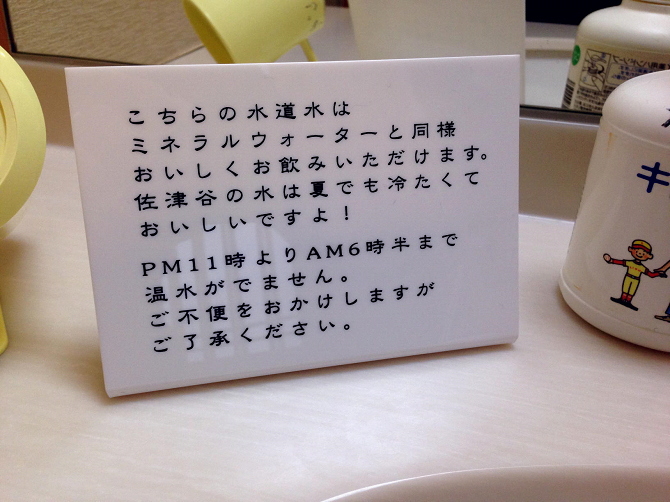 こちらの水道水は
ミネラルウォーターと同様
おいしくお飲みいただけます。
佐津谷の水は夏でも冷たくて
おいしいですよ！
PM11時よりAM6時半まで
温水がでません。
ご不便をおかけしますが
ご了承ください。
キ